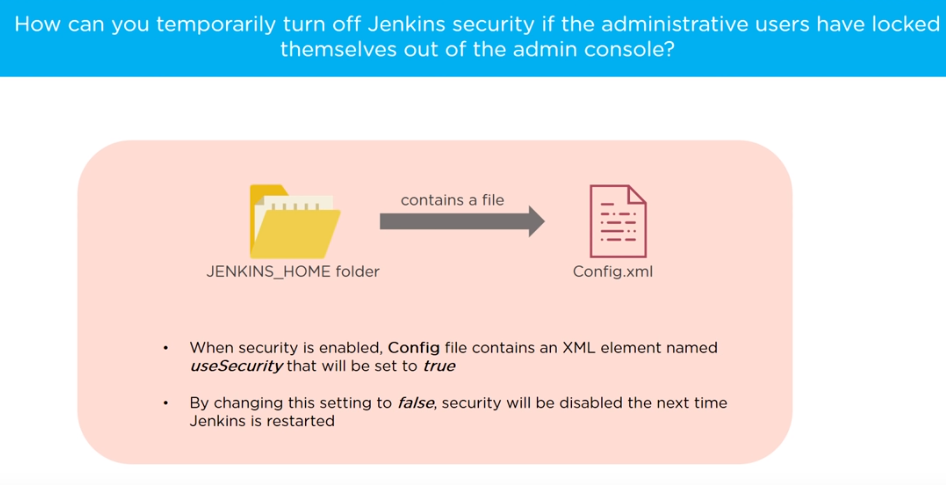 How can you temporarily turn off Jenkins security if the administrative users have locked
themselves out of the admin console?
contains a file
JENKINS_HOME folder
Config.xml
• When security is enabled, Config file contains an XML element named
useSecurity that will be set to true
• By changing this setting to false, security will be disabled the next time
Jenkins is restarted